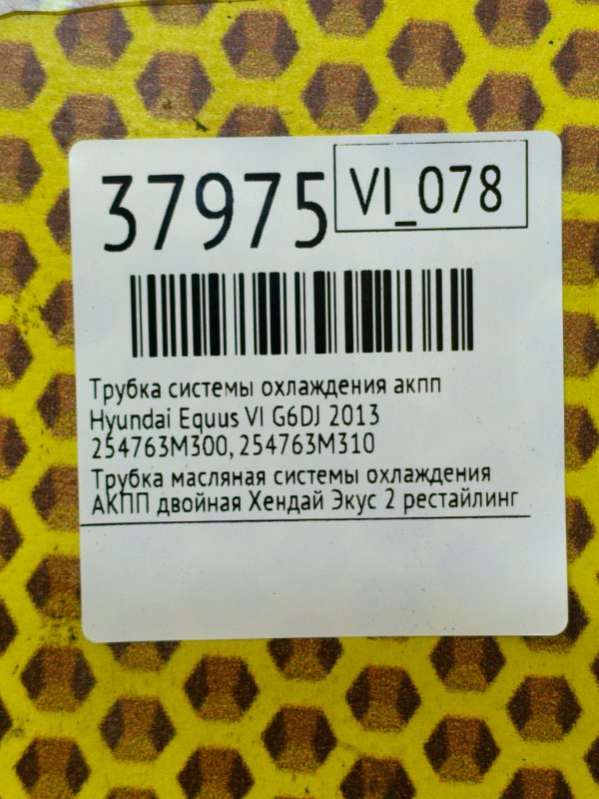 37975
VI_078
Трубка системы охлаждения акпп
Hyundai Equus VI G6DJ 2013
254763M300, 254763M310
Трубка масляная системы охлаждения
АКПП двойная Хендай Экус 2 рестайлинг